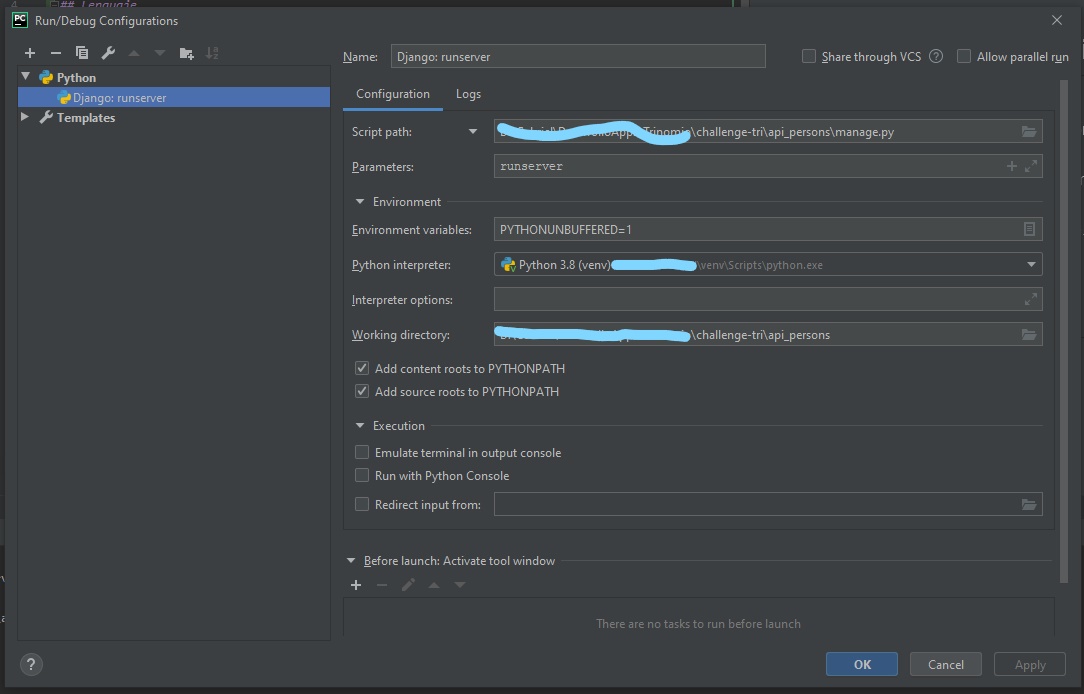 ## Lenguaje
PC Run/Debug Configurations
Name: Django: runserver
Share through VCS ? Allow parallel run
Python
Django: runserver
Templates
Configuration Logs
Script path: \challenge-tri\api_persons\manage.py
Parameters: runserver
Environment
Environment variables: PYTHONUNBUFFERED=1
Python interpreter: Python 3.8 (venv) \venv\Scripts\python.exe
Interpreter options:
Working directory: \challenge-tri\api_persons
Add content roots to PYTHONPATH
Add source roots to PYTHONPATH
Execution
Emulate terminal in output console
Run with Python Console
Redirect input from:
Before launch: Activate tool window
There are no tasks to run before launch
? OK Cancel Apply